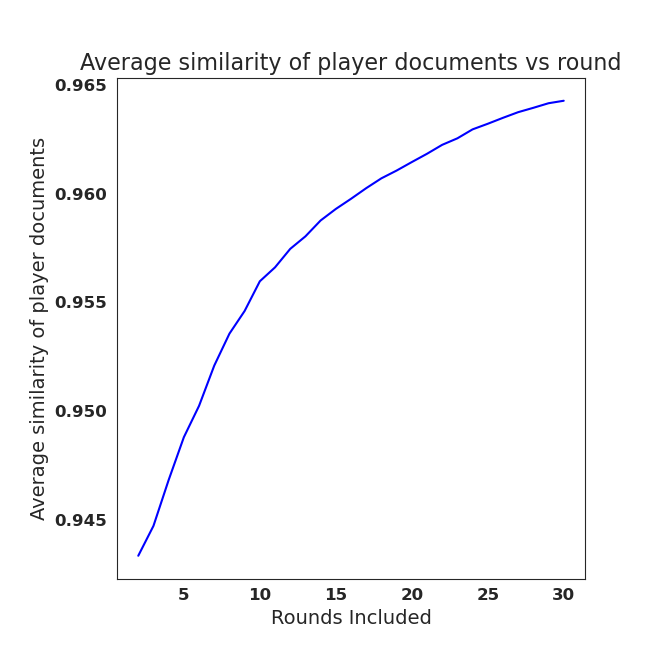 Average similarity of player documents vs round
0.965
0.960
0.955
0.950
0.945
Average similarity of player documents
5 10 15 20 25 30
Rounds Included